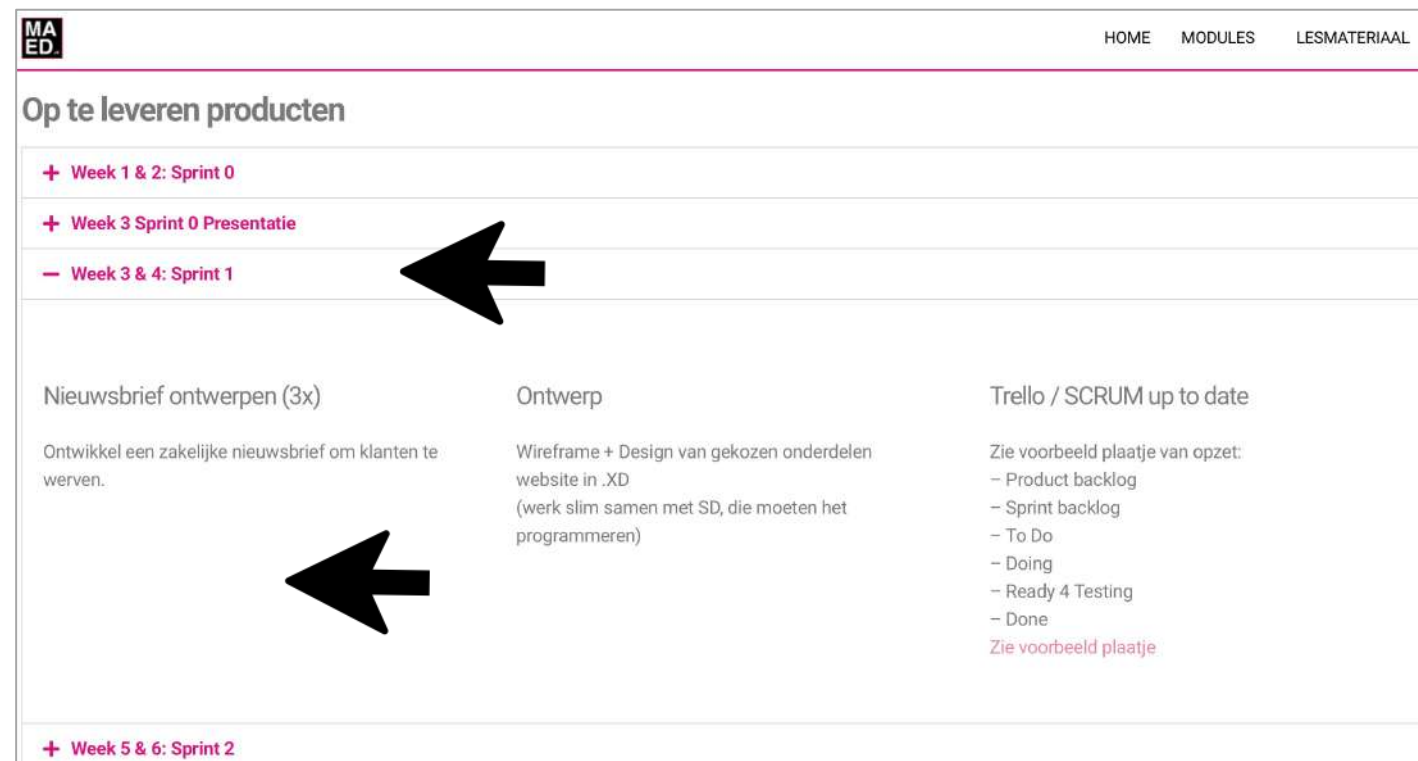 MA
ED.
HOME MODULES LESMATERIAAL
Op te leveren producten
+ Week 1 & 2: Sprint 0
+ Week 3 Sprint 0 Presentatie
− Week 3 & 4: Sprint 1
Nieuwsbrief ontwerpen (3x)
Ontwikkel een zakelijke nieuwsbrief om klanten te
werven.
Ontwerp
Wireframe + Design van gekozen onderdelen
website in .XD
(werk slim samen met SD, die moeten het
programmeren)
Trello / SCRUM up to date
Zie voorbeeld plaatje van opzet:
– Product backlog
– Sprint backlog
– To Do
– Doing
– Ready 4 Testing
– Done
Zie voorbeeld plaatje
+ Week 5 & 6: Sprint 2